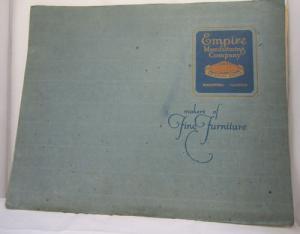 Empire
Manufacturing
Company
makers of
Fine Furniture